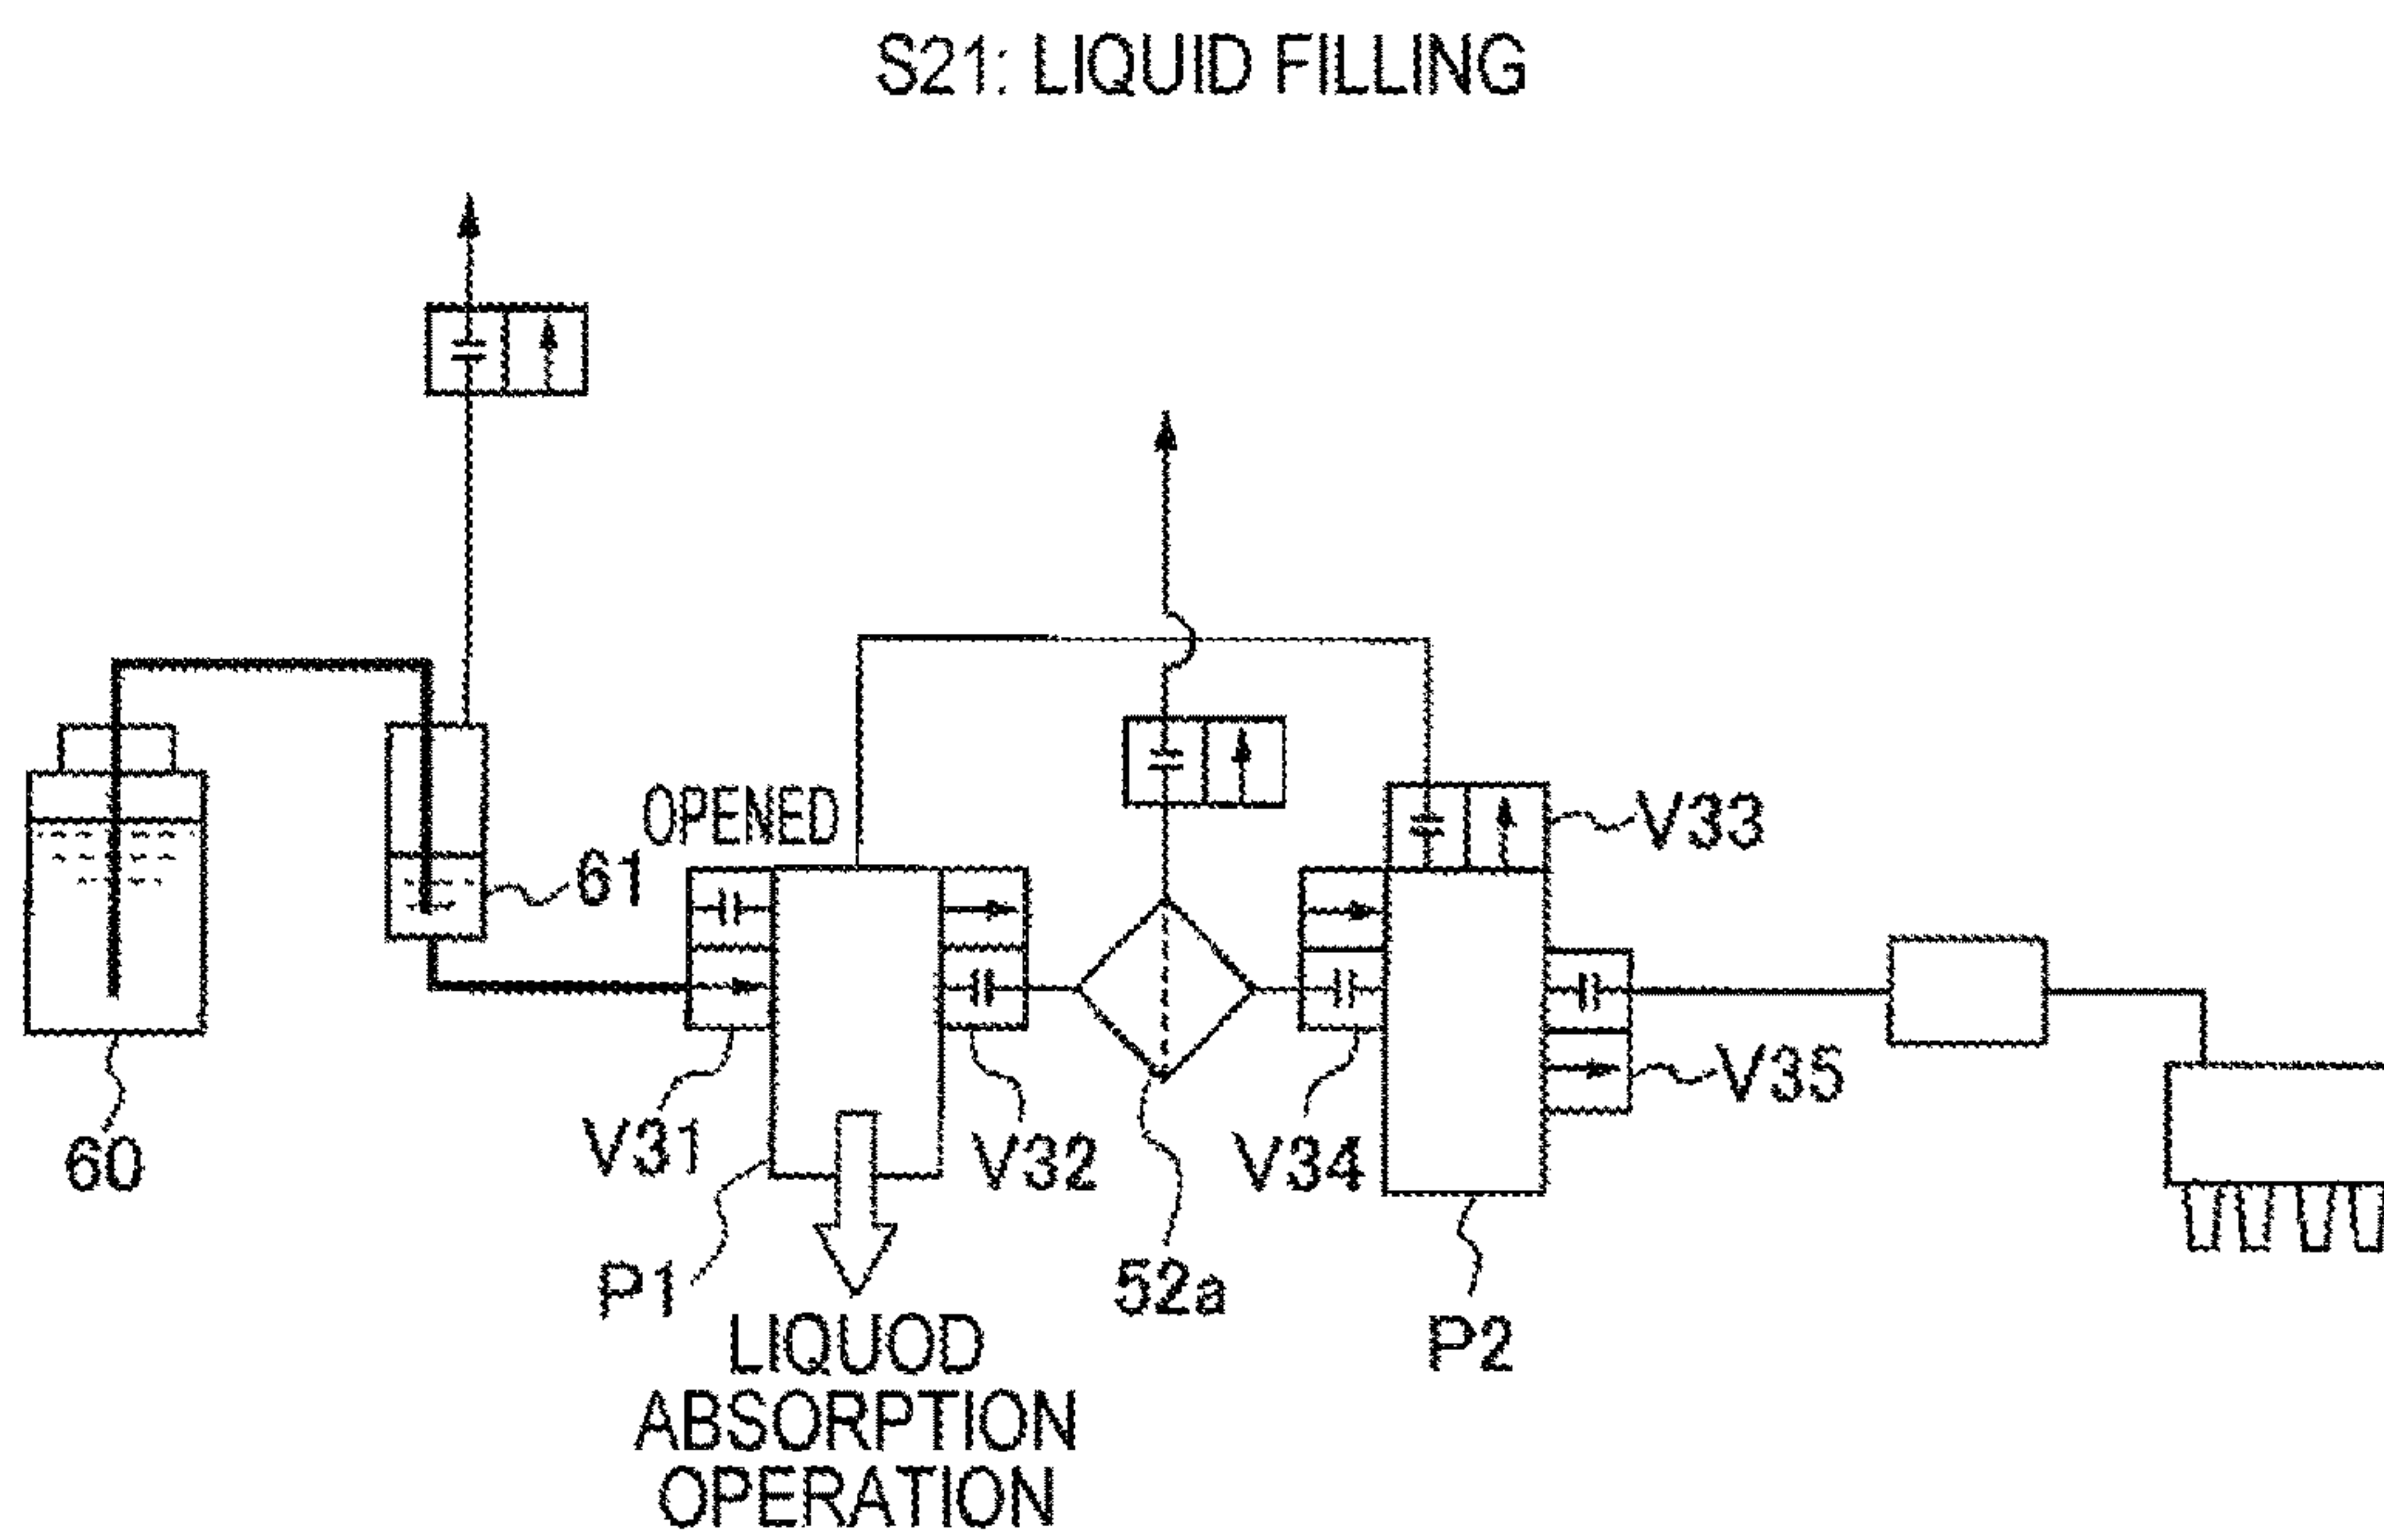 S21: LIQUID FILLING
OPENED
61
V33
V35
60
V31
V32
V34
P1
52a
P2
LIQUOD
ABSORPTION
OPERATION